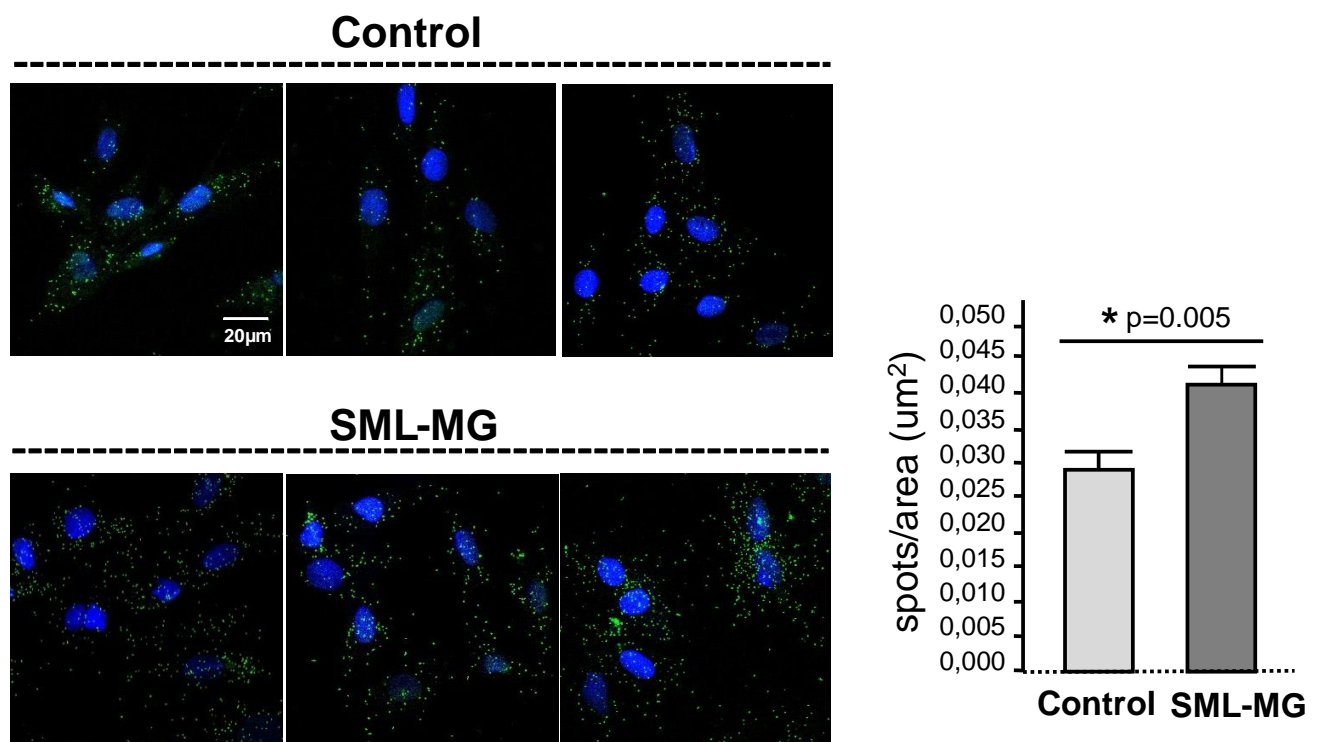 Control
20µm
SML-MG
spots/area (um²)
0,050
0,045
0,040
0,035
0,030
0,025
0,020
0,015
0,010
0,005
0,000
* p=0.005
Control SML-MG